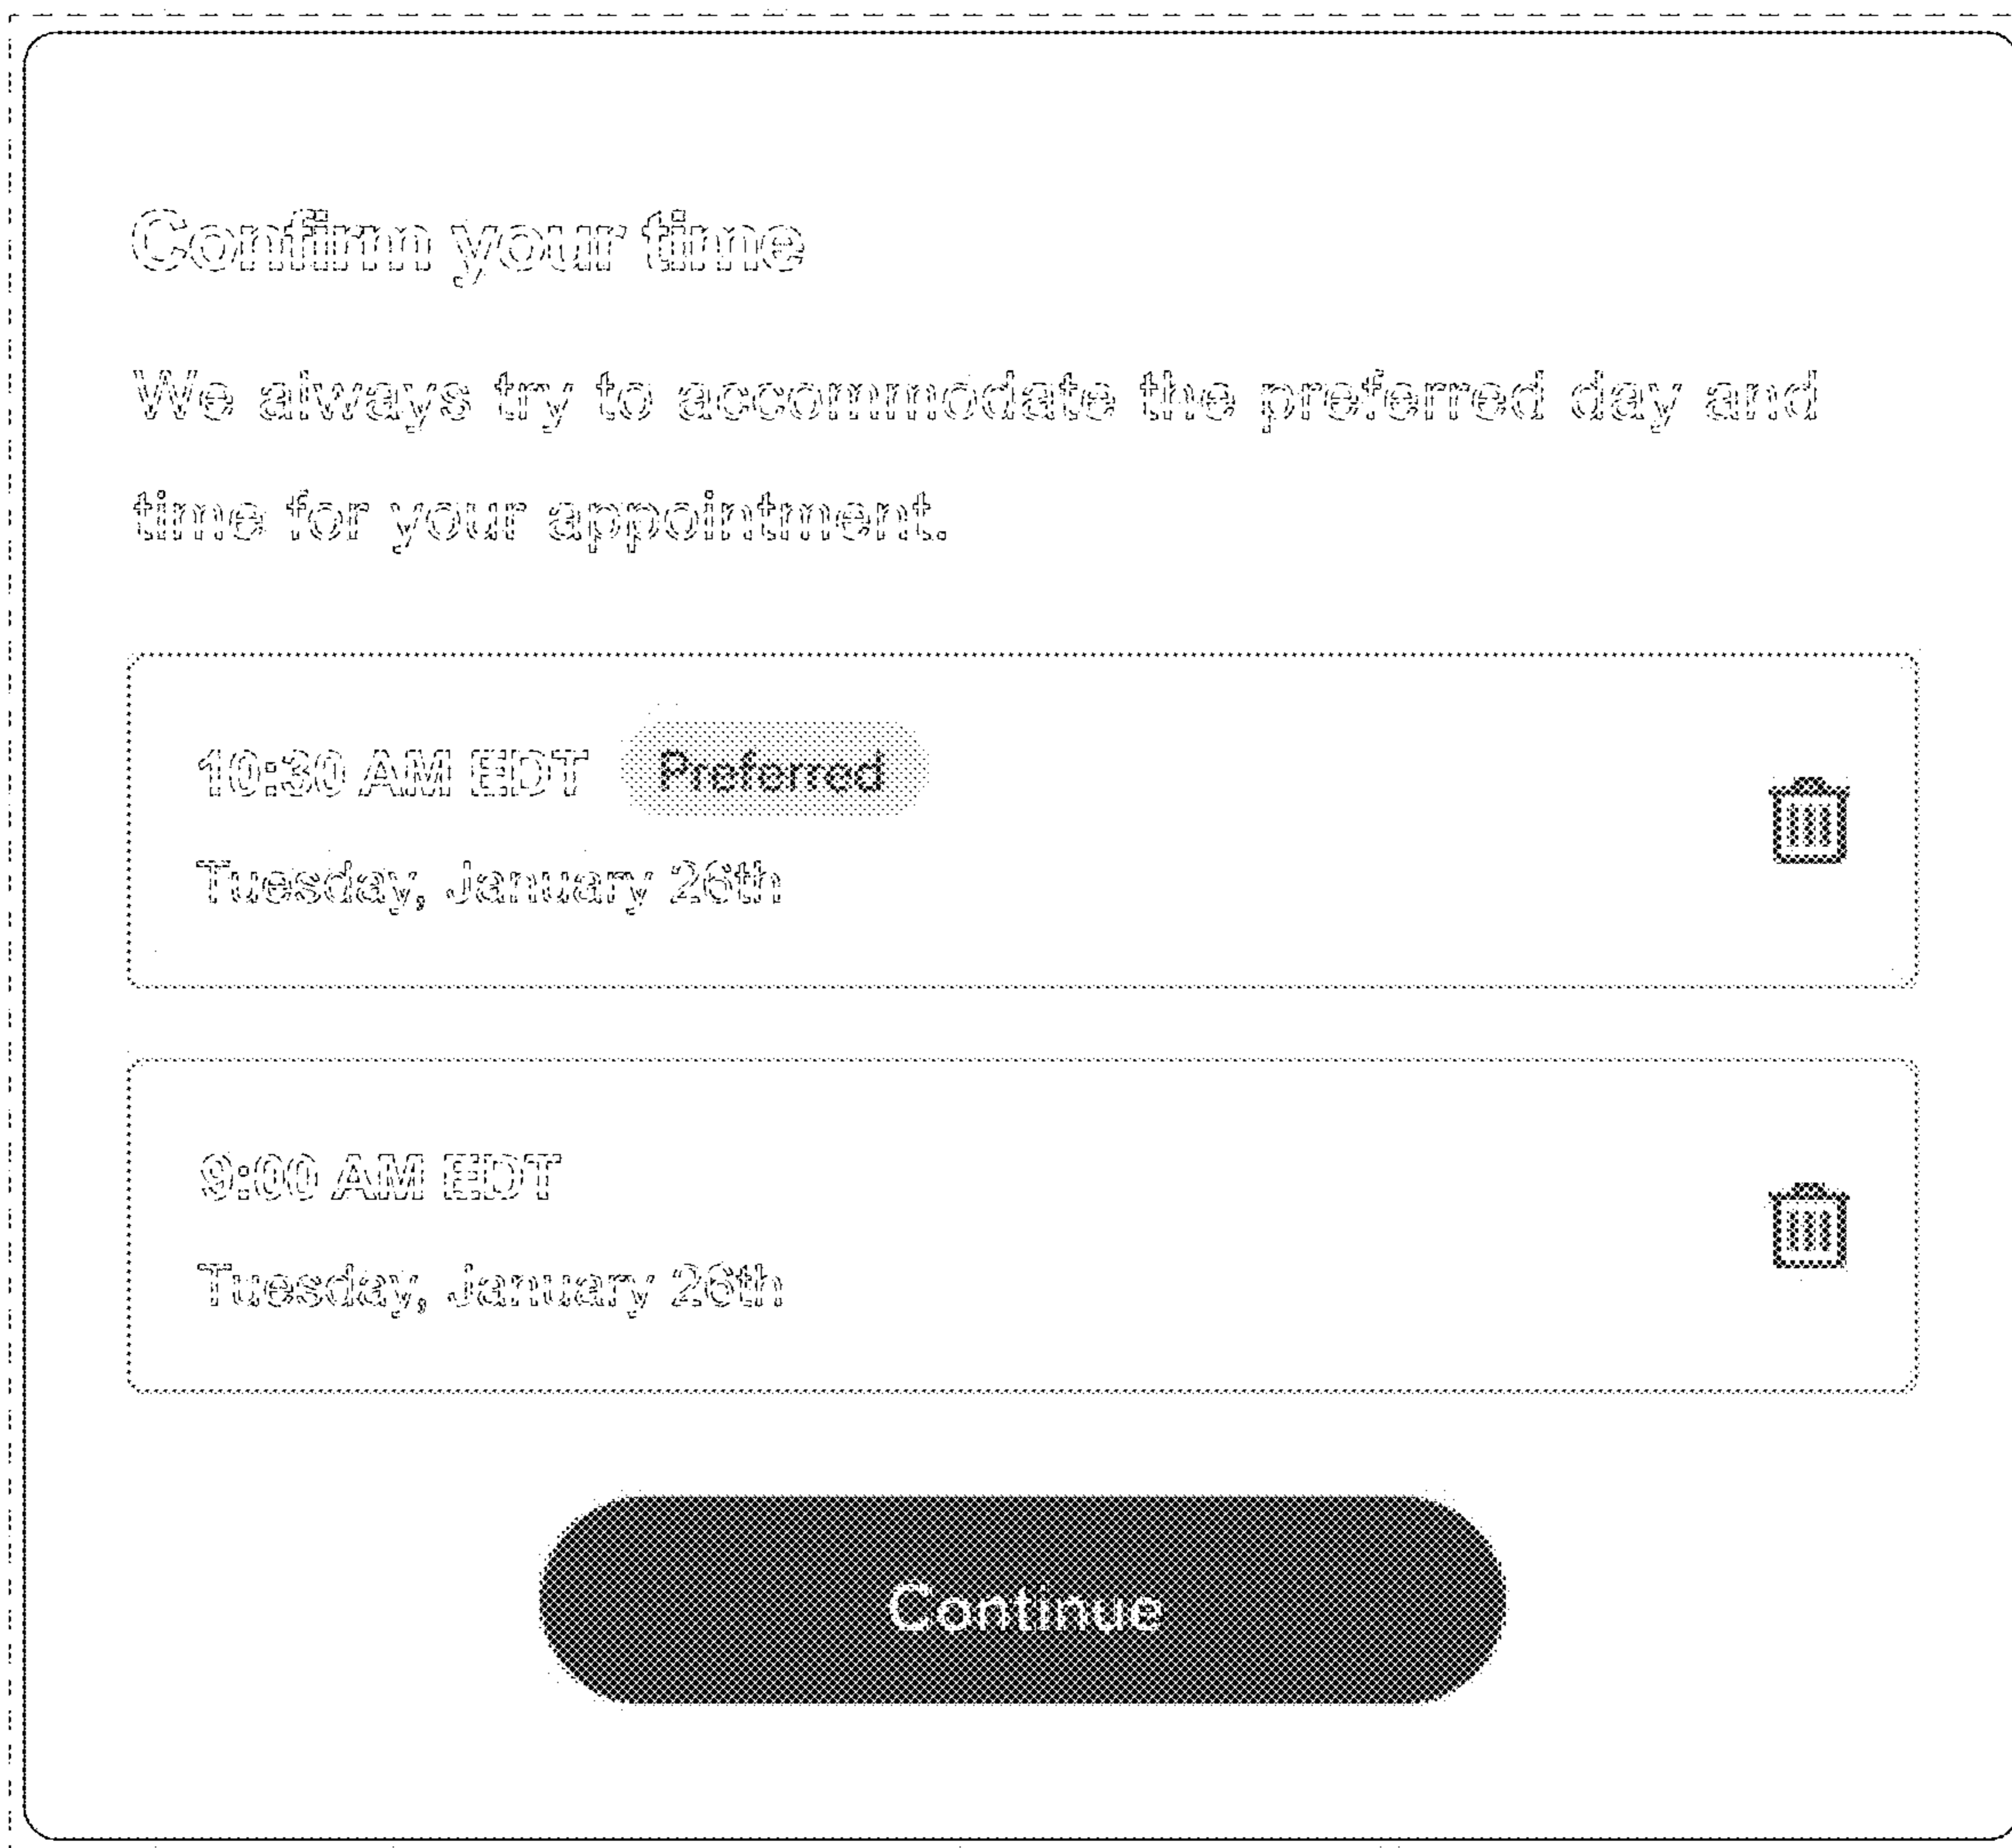 Confirm your time
We always try to accommodate the preferred day and
time for your appointment.
10:30 AM EDT Preferred
Tuesday, January 26th
9:00 AM EDT
Tuesday, January 26th
Continue